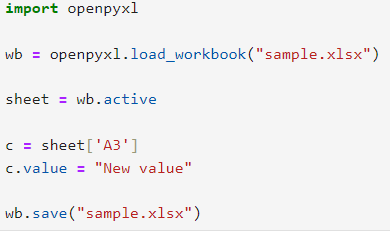 import openpyxl
wb = openpyxl.load_workbook("sample.xlsx")
sheet = wb.active
c = sheet['A3']
c.value = "New value"
wb.save("sample.xlsx")